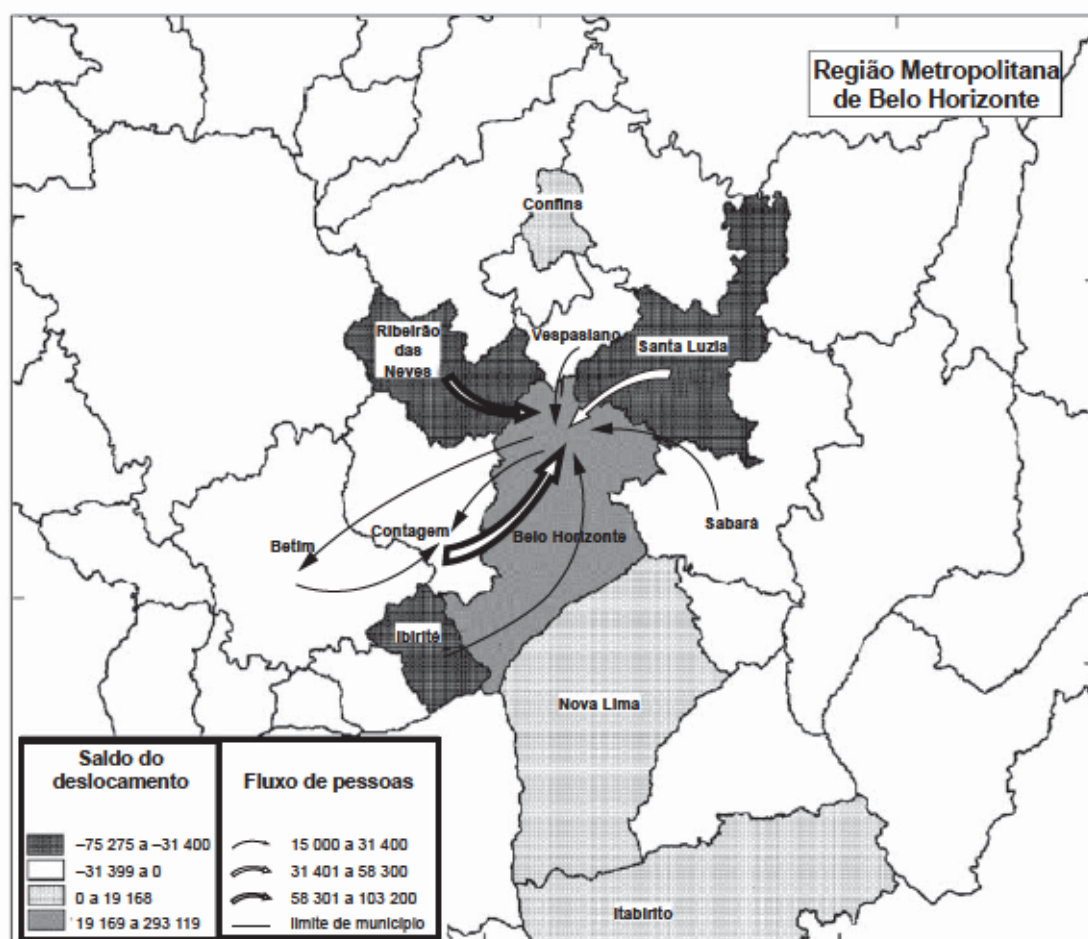 Região Metropolitana
de Belo Horizonte
Confins
Ribeirão
das
Neves
Vespasiano
Santa Luzia
Contagem
Betim
Belo Horizonte
Sabará
Ibirité
Nova Lima
Itabirito
Saldo do
deslocamento
–75 275 a –31 400
–31 399 a 0
0 a 19 168
19 169 a 293 119
Fluxo de pessoas
15 000 a 31 400
31 401 a 58 300
58 301 a 103 200
limite de município